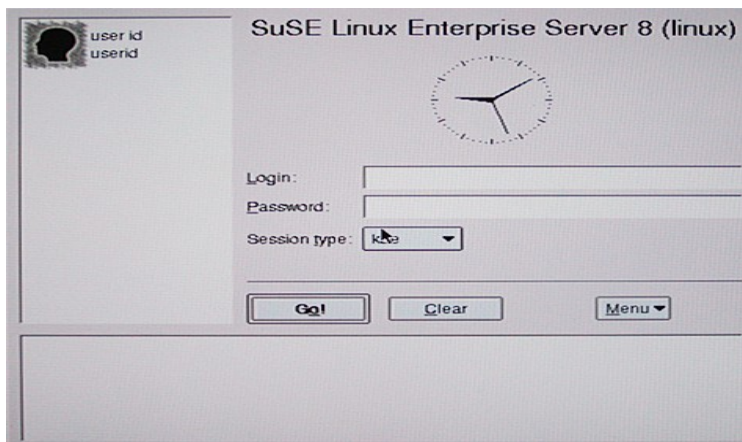 user id
userid
SuSE Linux Enterprise Server 8 (linux)
Login:
Password:
Session type:
Go!
Clear
Menu